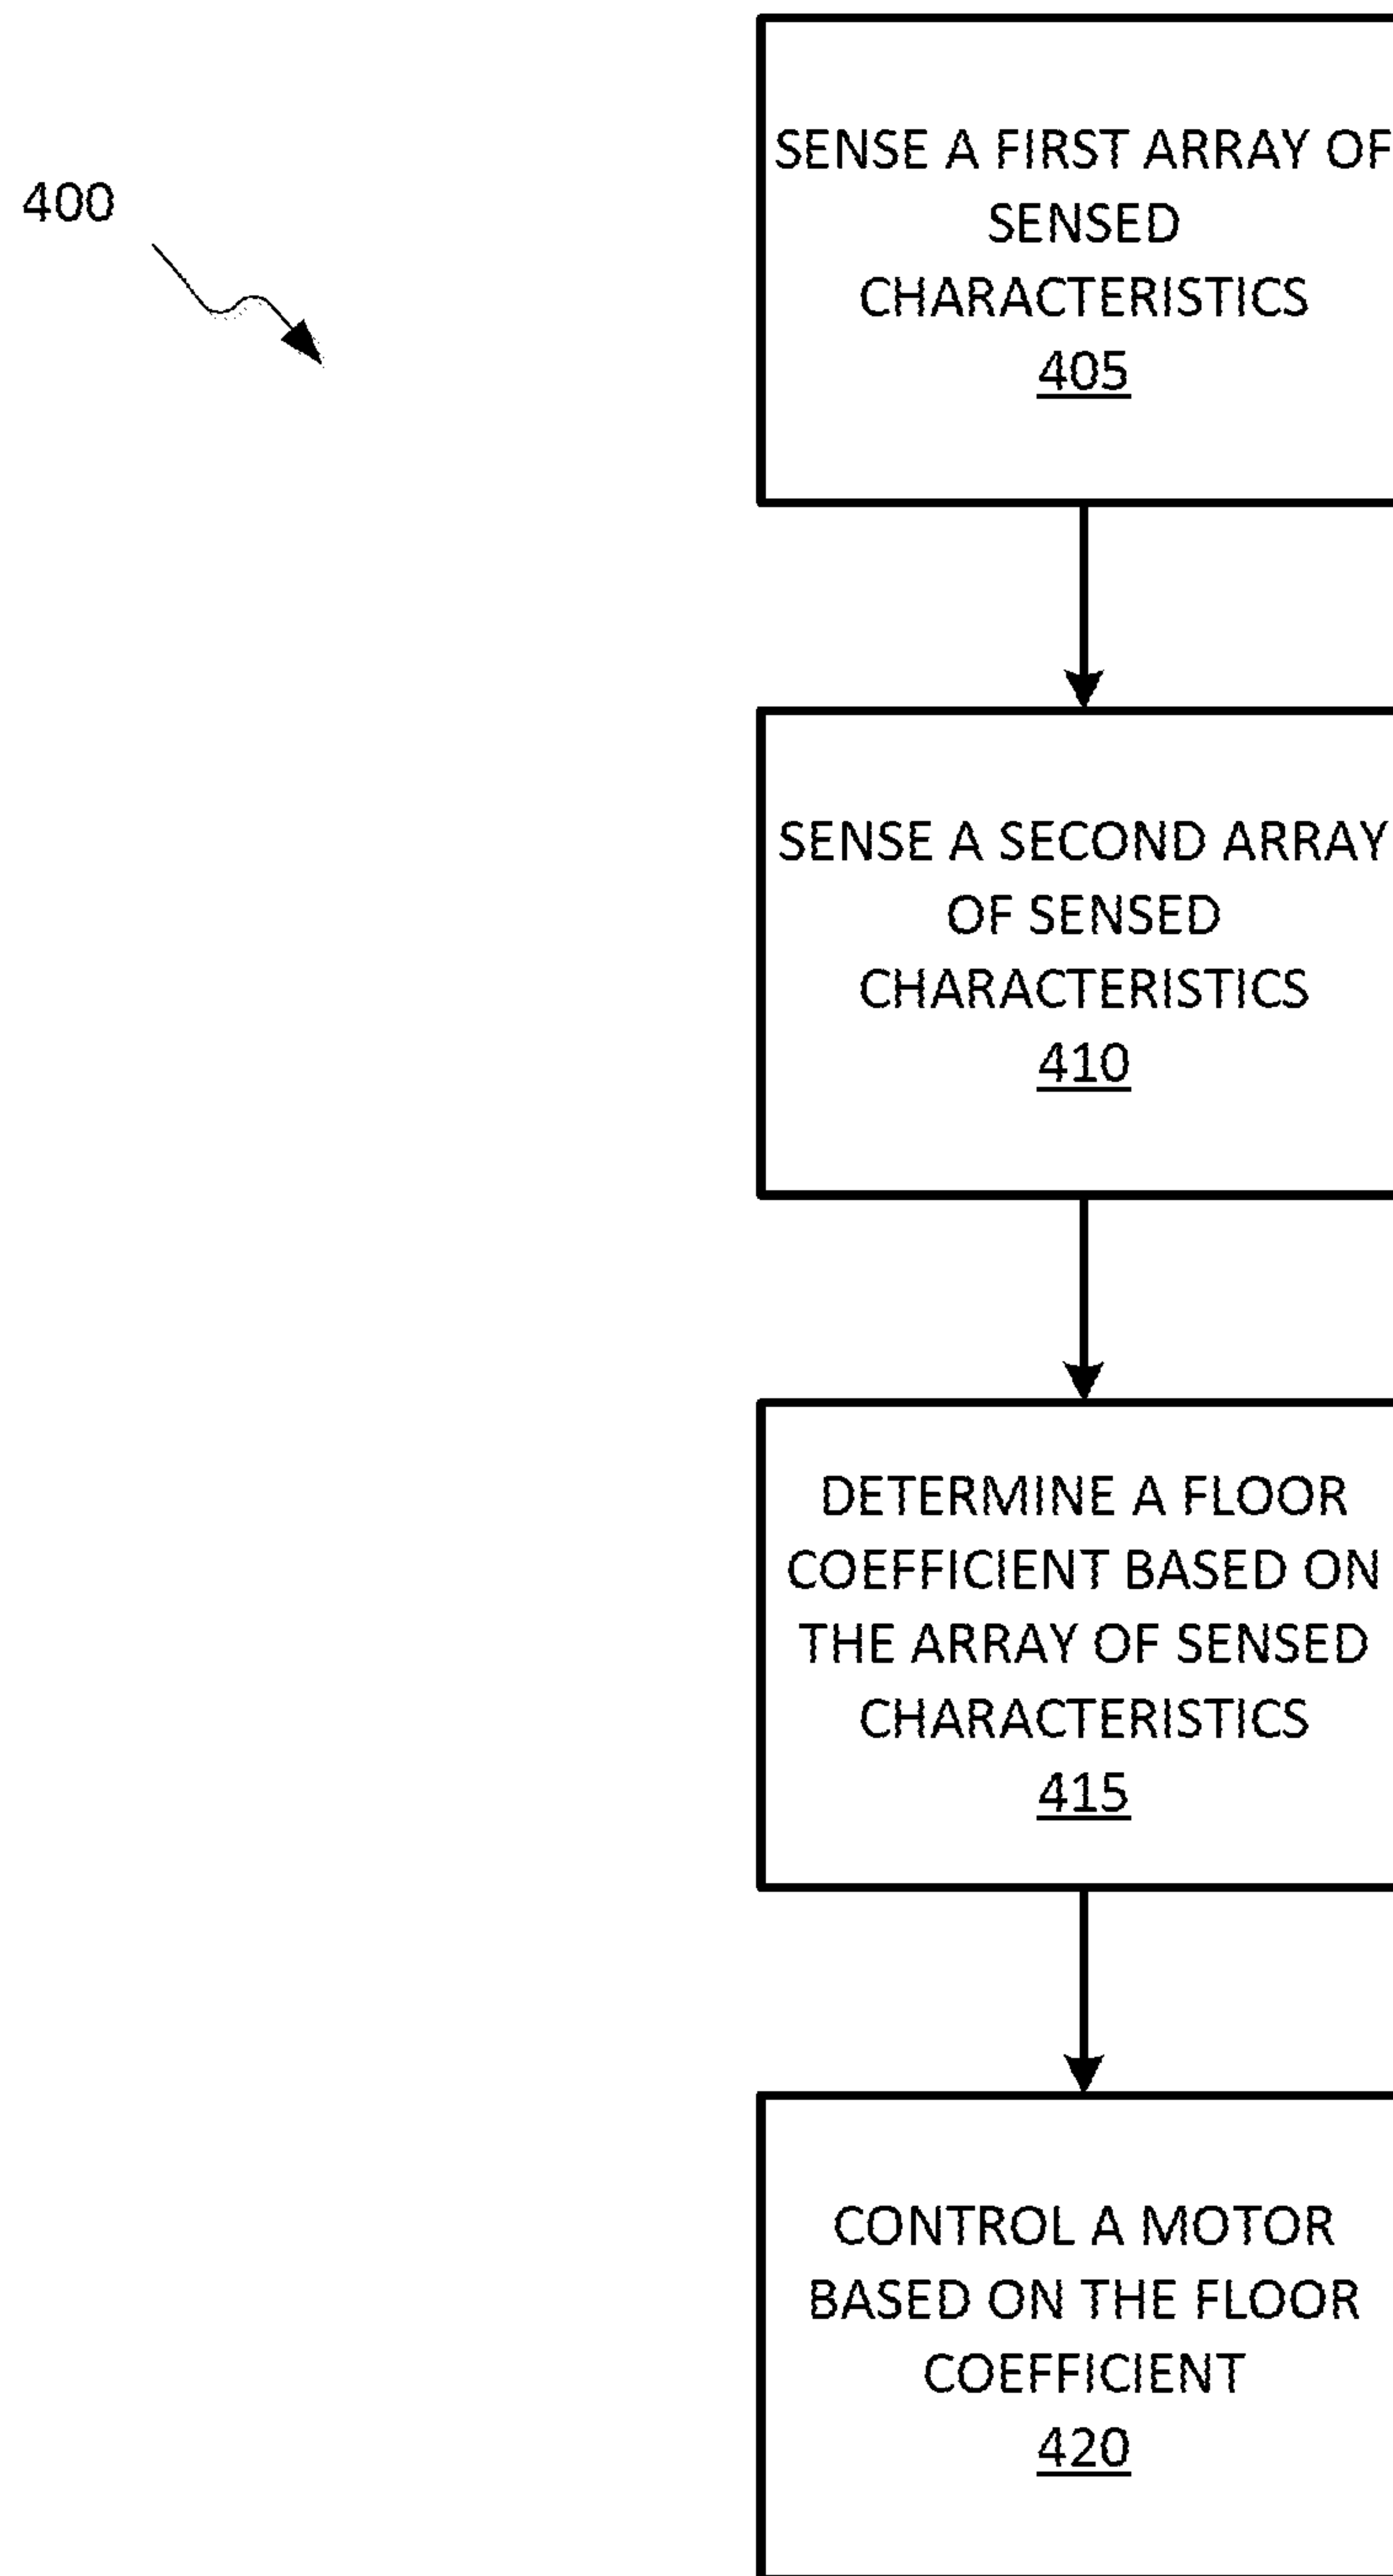 400
SENSE A FIRST ARRAY OF
SENSED
CHARACTERISTICS
405
SENSE A SECOND ARRAY
OF SENSED
CHARACTERISTICS
410
DETERMINE A FLOOR
COEFFICIENT BASED ON
THE ARRAY OF SENSED
CHARACTERISTICS
415
CONTROL A MOTOR
BASED ON THE FLOOR
COEFFICIENT
420